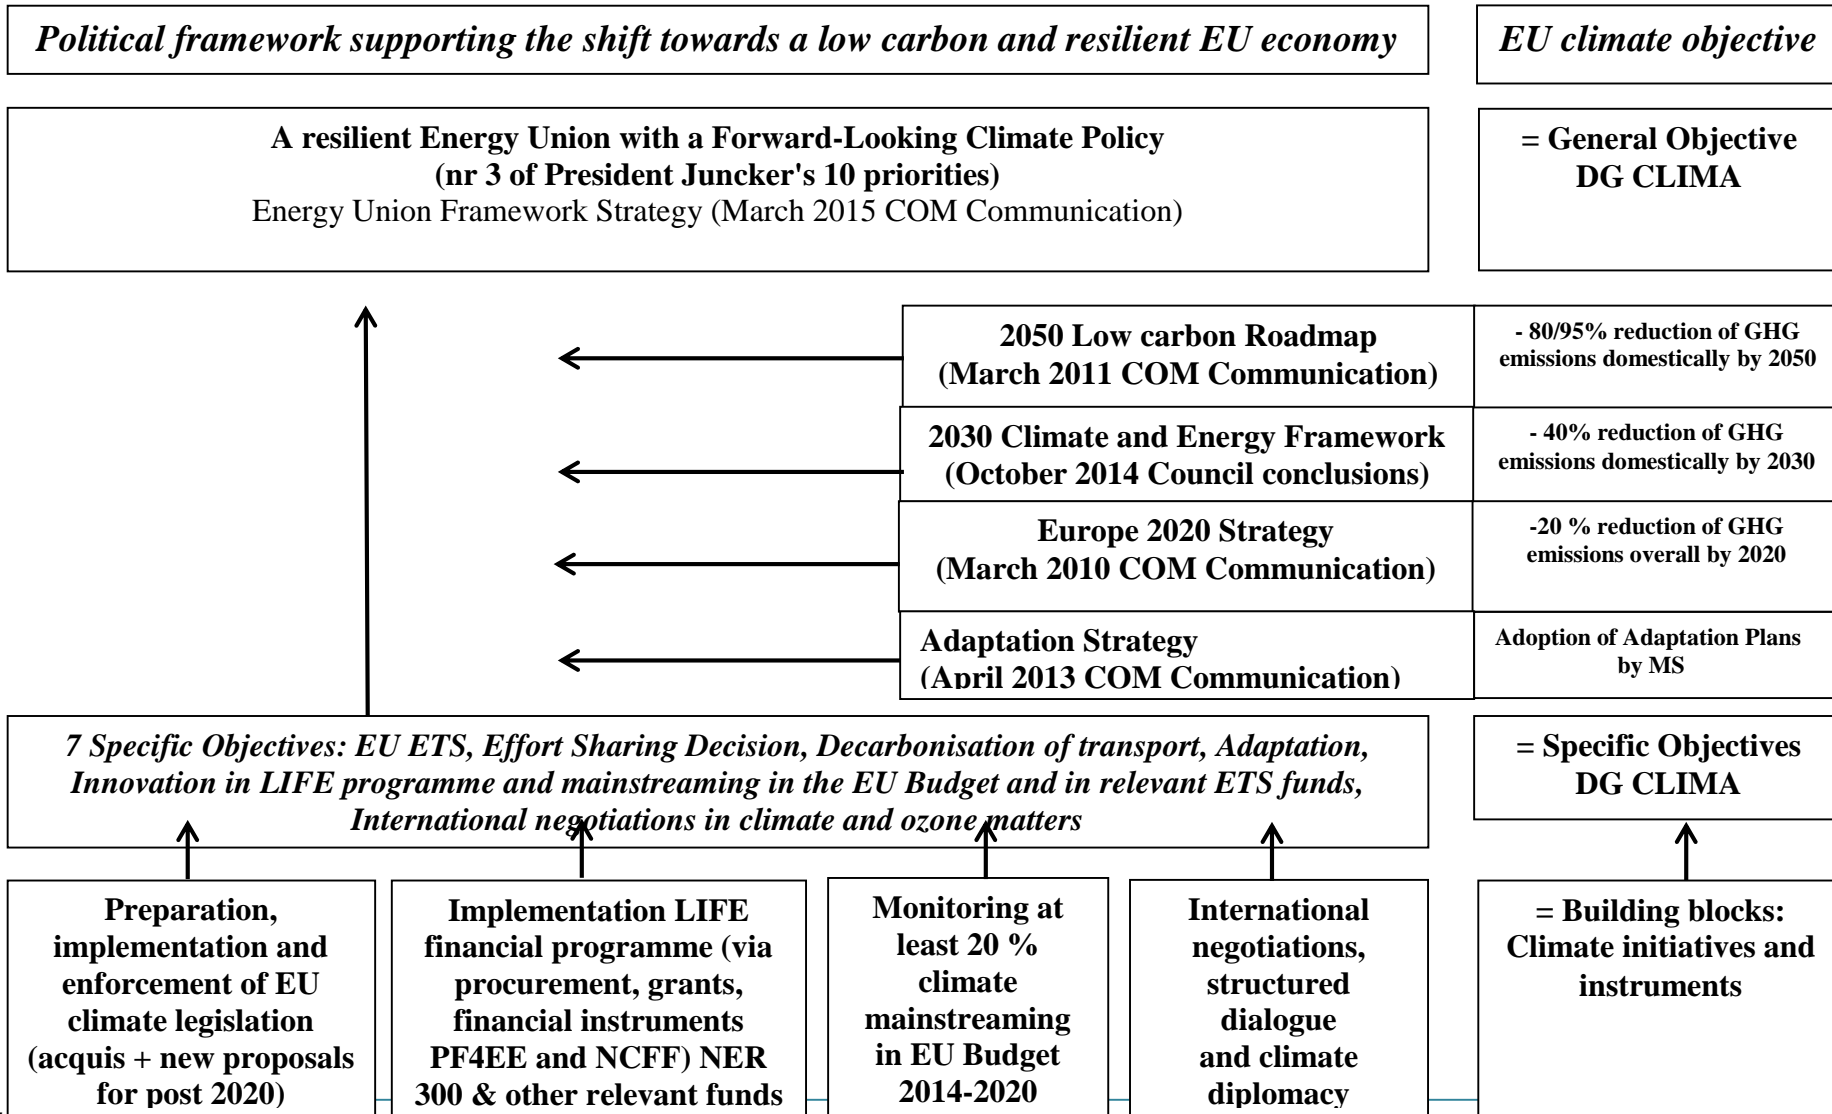 Political framework supporting the shift towards a low carbon and resilient EU economy
EU climate objective
A resilient Energy Union with a Forward-Looking Climate Policy
(nr 3 of President Juncker's 10 priorities)
Energy Union Framework Strategy (March 2015 COM Communication)
= General Objective
DG CLIMA
2050 Low carbon Roadmap
(March 2011 COM Communication)
- 80/95% reduction of GHG
emissions domestically by 2050
2030 Climate and Energy Framework
(October 2014 Council conclusions)
- 40% reduction of GHG
emissions domestically by 2030
Europe 2020 Strategy
(March 2010 COM Communication)
-20 % reduction of GHG
emissions overall by 2020
Adaptation Strategy
(April 2013 COM Communication)
Adoption of Adaptation Plans
by MS
7 Specific Objectives: EU ETS, Effort Sharing Decision, Decarbonisation of transport, Adaptation,
Innovation in LIFE programme and mainstreaming in the EU Budget and in relevant ETS funds,
International negotiations in climate and ozone matters
= Specific Objectives
DG CLIMA
Preparation,
implementation and
enforcement of EU
climate legislation
(acquis + new proposals
for post 2020)
Implementation LIFE
financial programme (via
procurement, grants,
financial instruments
PF4EE and NCFF) NER
300 & other relevant funds
Monitoring at
least 20 %
climate
mainstreaming
in EU Budget
2014-2020
International
negotiations,
structured
dialogue
and climate
diplomacy
= Building blocks:
Climate initiatives and
instruments